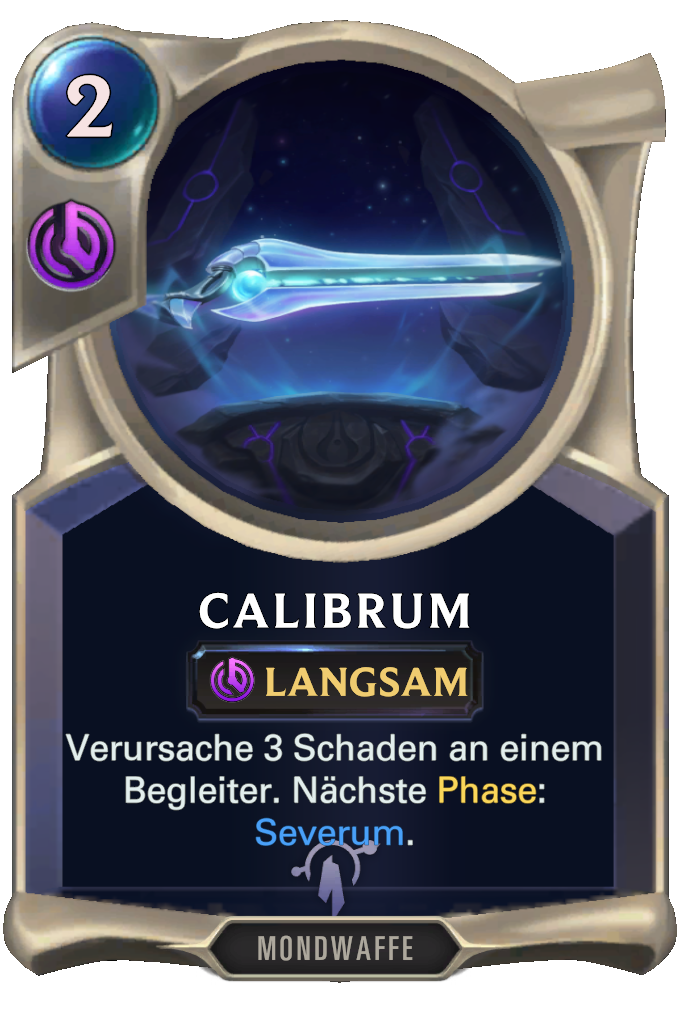 2
CALIBRUM
LANGSAM
Verursache 3 Schaden an einem
Begleiter. Nächste Phase:
Severum.
MONDWAFFE